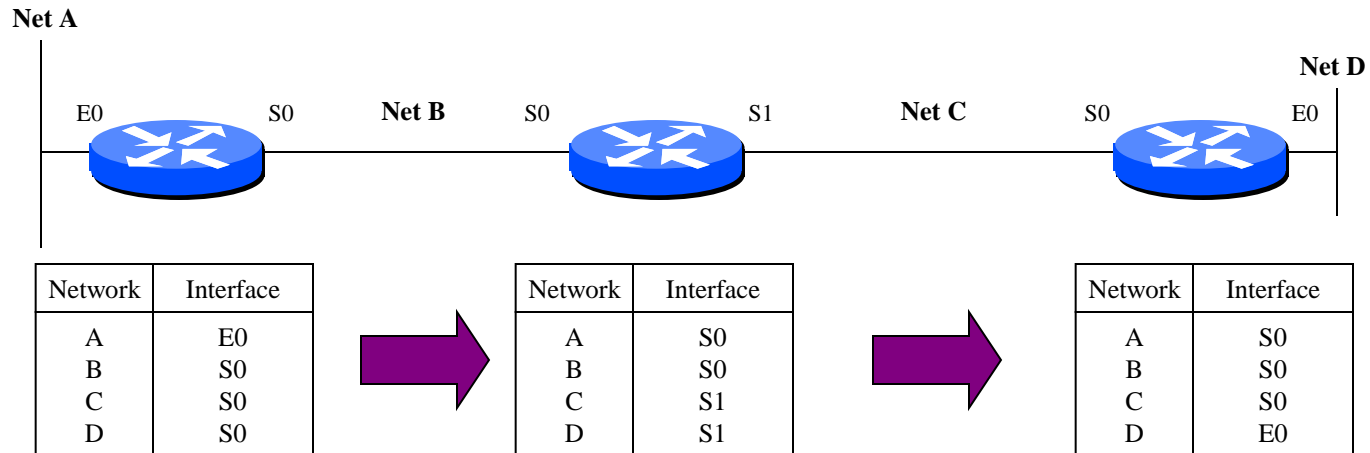 Net A
Net D
E0 S0 Net B S0 S1 Net C S0 E0
Network Interface
A E0
B S0
C S0
D S0
Network Interface
A S0
B S0
C S1
D S1
Network Interface
A S0
B S0
C S0
D E0